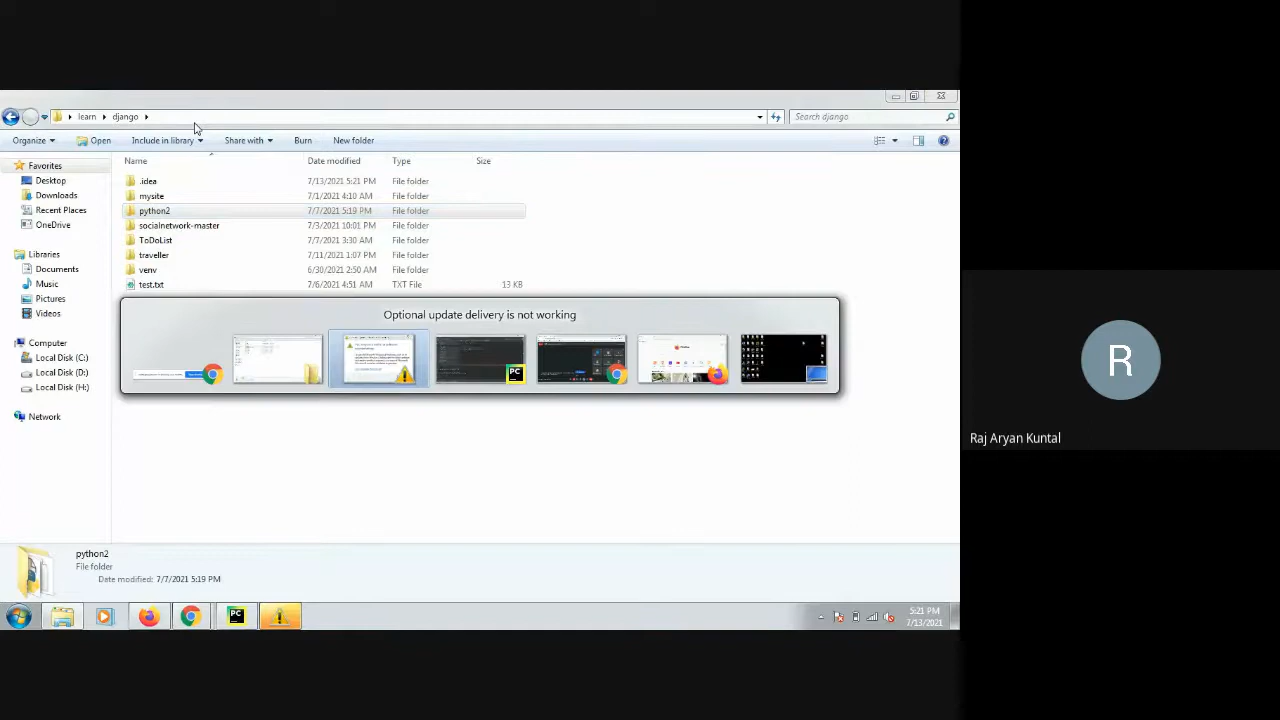 learn django Search django
Organize Open Include in library Share with Burn New folder
Name Date modified Type Size
Favorites
Desktop
Downloads
Recent Places
OneDrive
Libraries
Documents
Music
Pictures
Videos
Computer
Local Disk (C:)
Local Disk (D:)
Local Disk (H:)
Network
.idea 7/13/2021 5:21 PM File folder
mysite 7/1/2021 4:10 AM File folder
python2 7/7/2021 5:19 PM File folder
socialnetwork-master 7/3/2021 10:01 PM File folder
ToDoList 7/7/2021 3:30 AM File folder
traveller 7/11/2021 1:07 PM File folder
venv 6/30/2021 2:50 AM File folder
test.txt 7/6/2021 4:51 AM TXT File 13 KB
Optional update delivery is not working
PC
python2
File folder
Date modified: 7/7/2021 5:19 PM
PC
5:21 PM
7/13/2021
R
Raj Aryan Kuntal